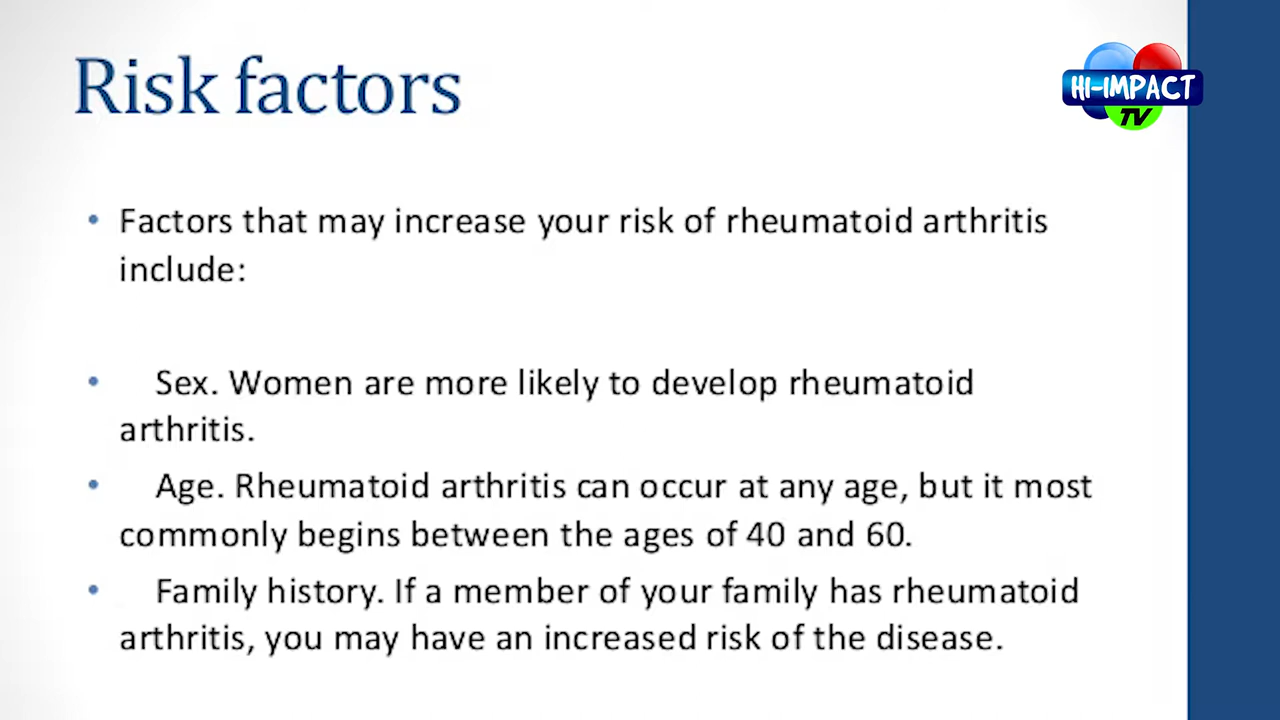 Risk factors
HI-IMPACT
TV
• Factors that may increase your risk of rheumatoid arthritis
include:
• Sex. Women are more likely to develop rheumatoid
arthritis.
• Age. Rheumatoid arthritis can occur at any age, but it most
commonly begins between the ages of 40 and 60.
• Family history. If a member of your family has rheumatoid
arthritis, you may have an increased risk of the disease.